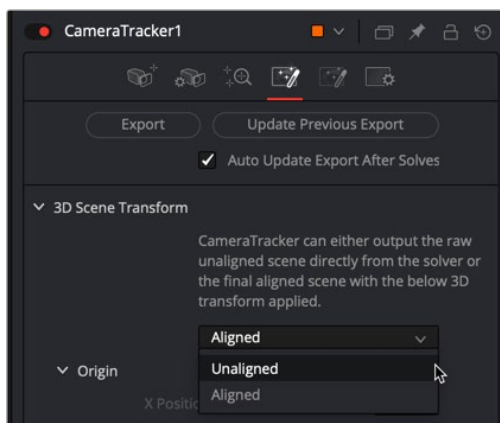 CameraTracker1
Export
Update Previous Export
Auto Update Export After Solves
3D Scene Transform
CameraTracker can either output the raw
unaligned scene directly from the solver or
the final aligned scene with the below 3D
transform applied.
Aligned
Unaligned
Origin
Aligned
X Positio